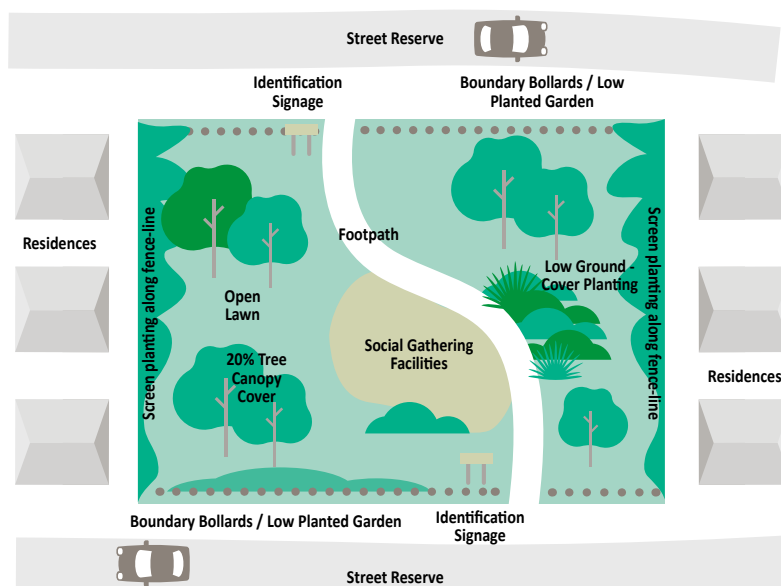 Street Reserve
Identification
Signage
Boundary Bollards / Low
Planted Garden
Residences
Screen planting along fence-line
Footpath
Open
Lawn
Low Ground -
Cover Planting
Screen planting along fence-line
Social Gathering
Facilities
20% Tree
Canopy
Cover
Residences
Boundary Bollards / Low Planted Garden
Identification
Signage
Street Reserve